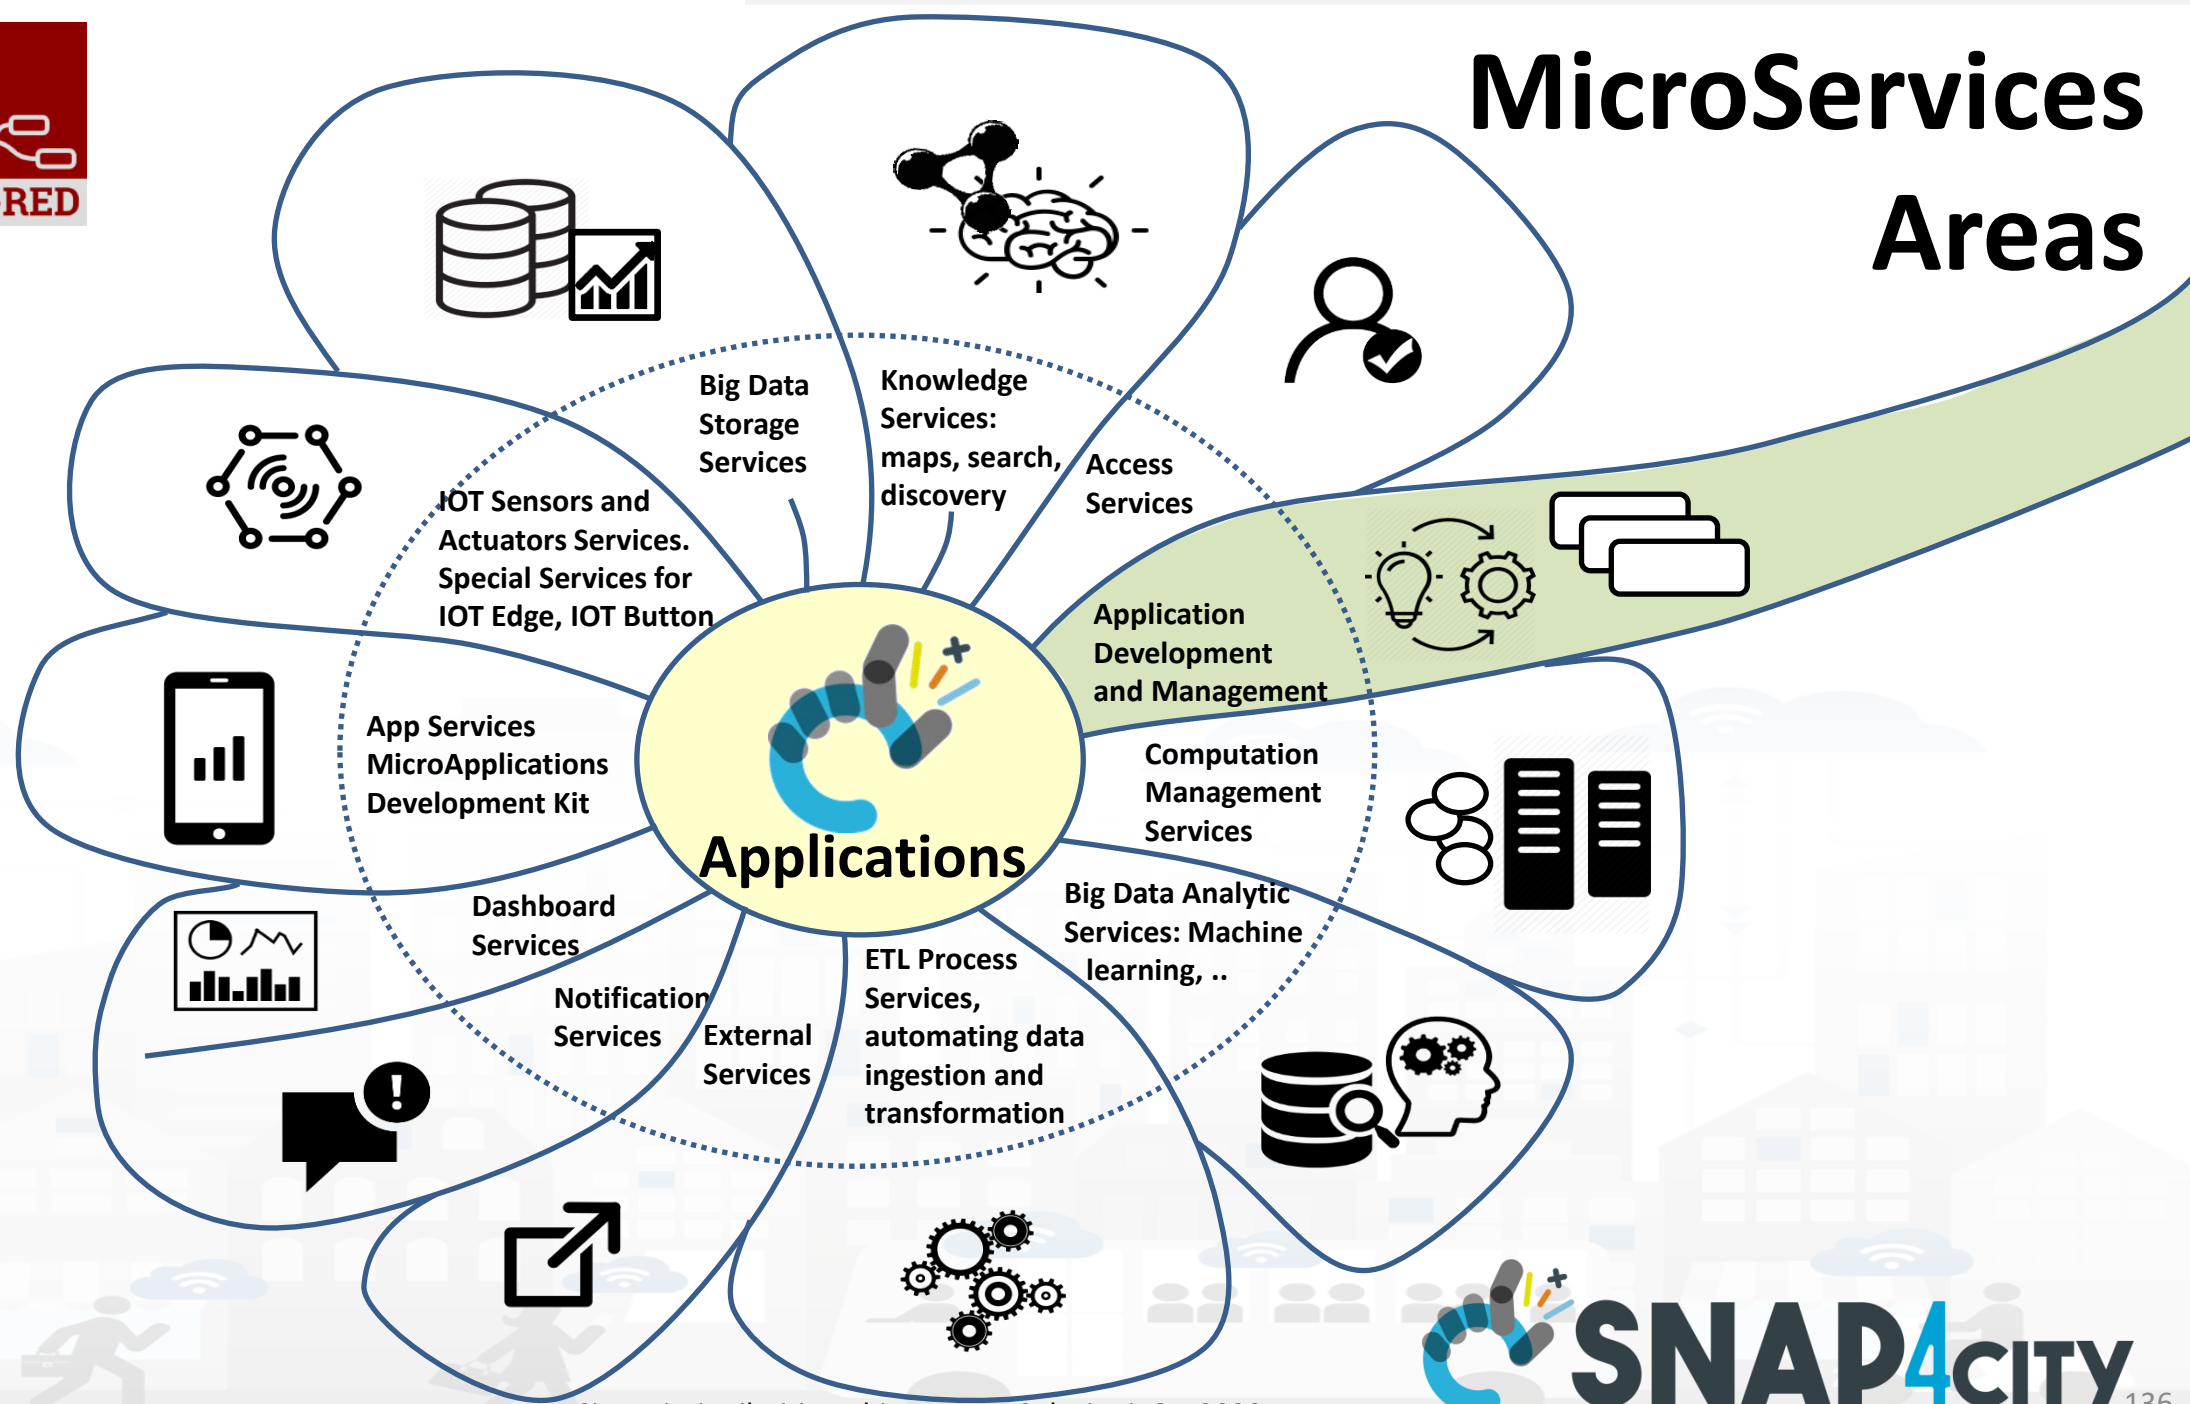 MicroServices
Areas
RED
Big Data
Storage
Services
Knowledge
Services:
maps, search,
discovery
Access
Services
IOT Sensors and
Actuators Services.
Special Services for
IOT Edge, IOT Button
Application
Development
and Management
App Services
MicroApplications
Development Kit
Computation
Management
Services
Applications
Dashboard
Services
Big Data Analytic
Services: Machine
learning, ..
Notification
Services
External
Services
ETL Process
Services,
automating data
ingestion and
transformation
SNAP4CITY
136